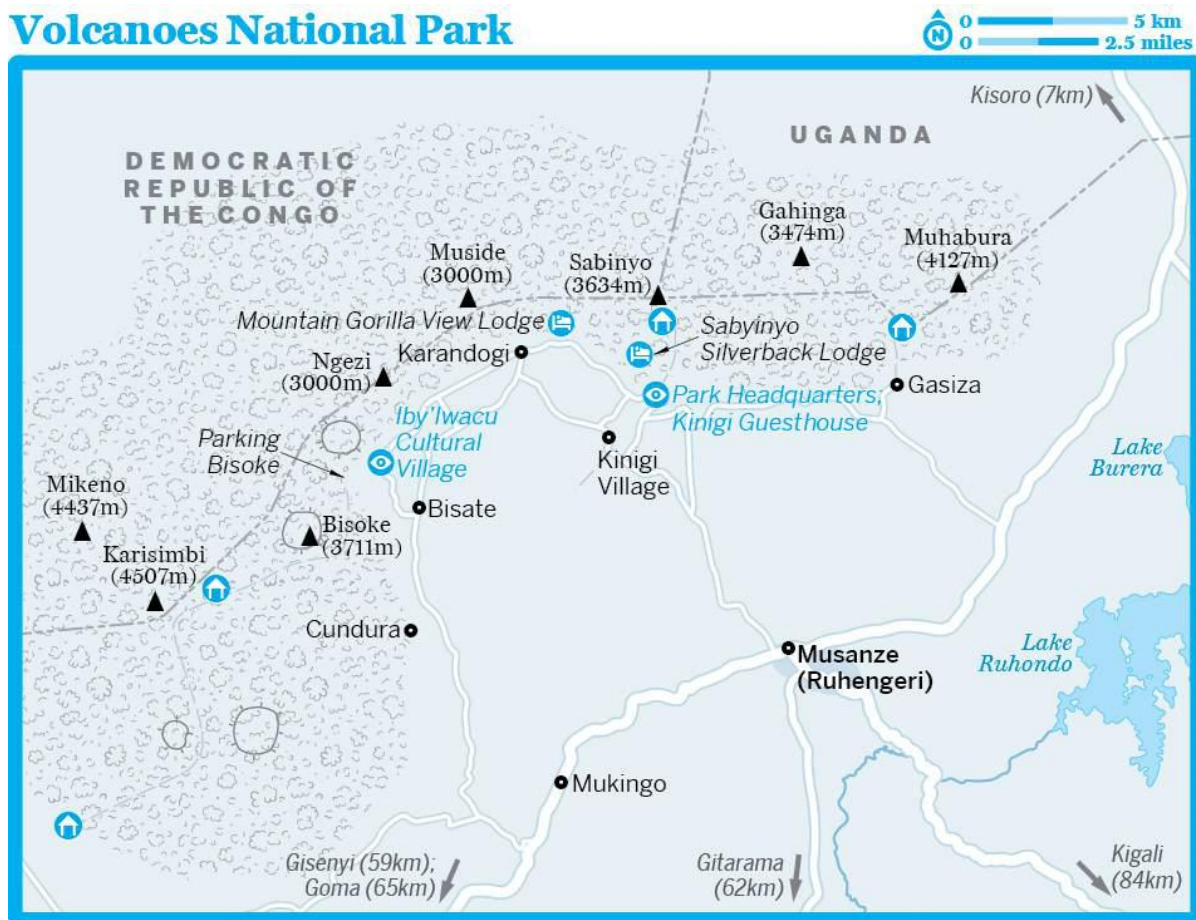 Volcanoes National Park
N
0 5 km
0 2.5 miles
Kisoro (7km)
UGANDA
DEMOCRATIC
REPUBLIC OF
THE CONGO
Gahinga
(3474m)
Muhabura
(4127m)
Muside
(3000m)
Sabinyo
(3634m)
Mountain Gorilla View Lodge
Sabyinyo
Silverback Lodge
Karandogi
Ngezi
(3000m)
Gasiza
Park Headquarters,
Kinigi Guesthouse
Iby'Iwacu
Cultural
Village
Parking
Bisoke
Kinigi
Village
Lake
Burera
Mikeno
(4437m)
Bisate
Bisoke
(3711m)
Karisimbi
(4507m)
Cundura
Musanze
(Ruhengeri)
Lake
Ruhondo
Mukingo
Gisenyi (59km);
Goma (65km)
Gitarama
(62km)
Kigali
(84km)